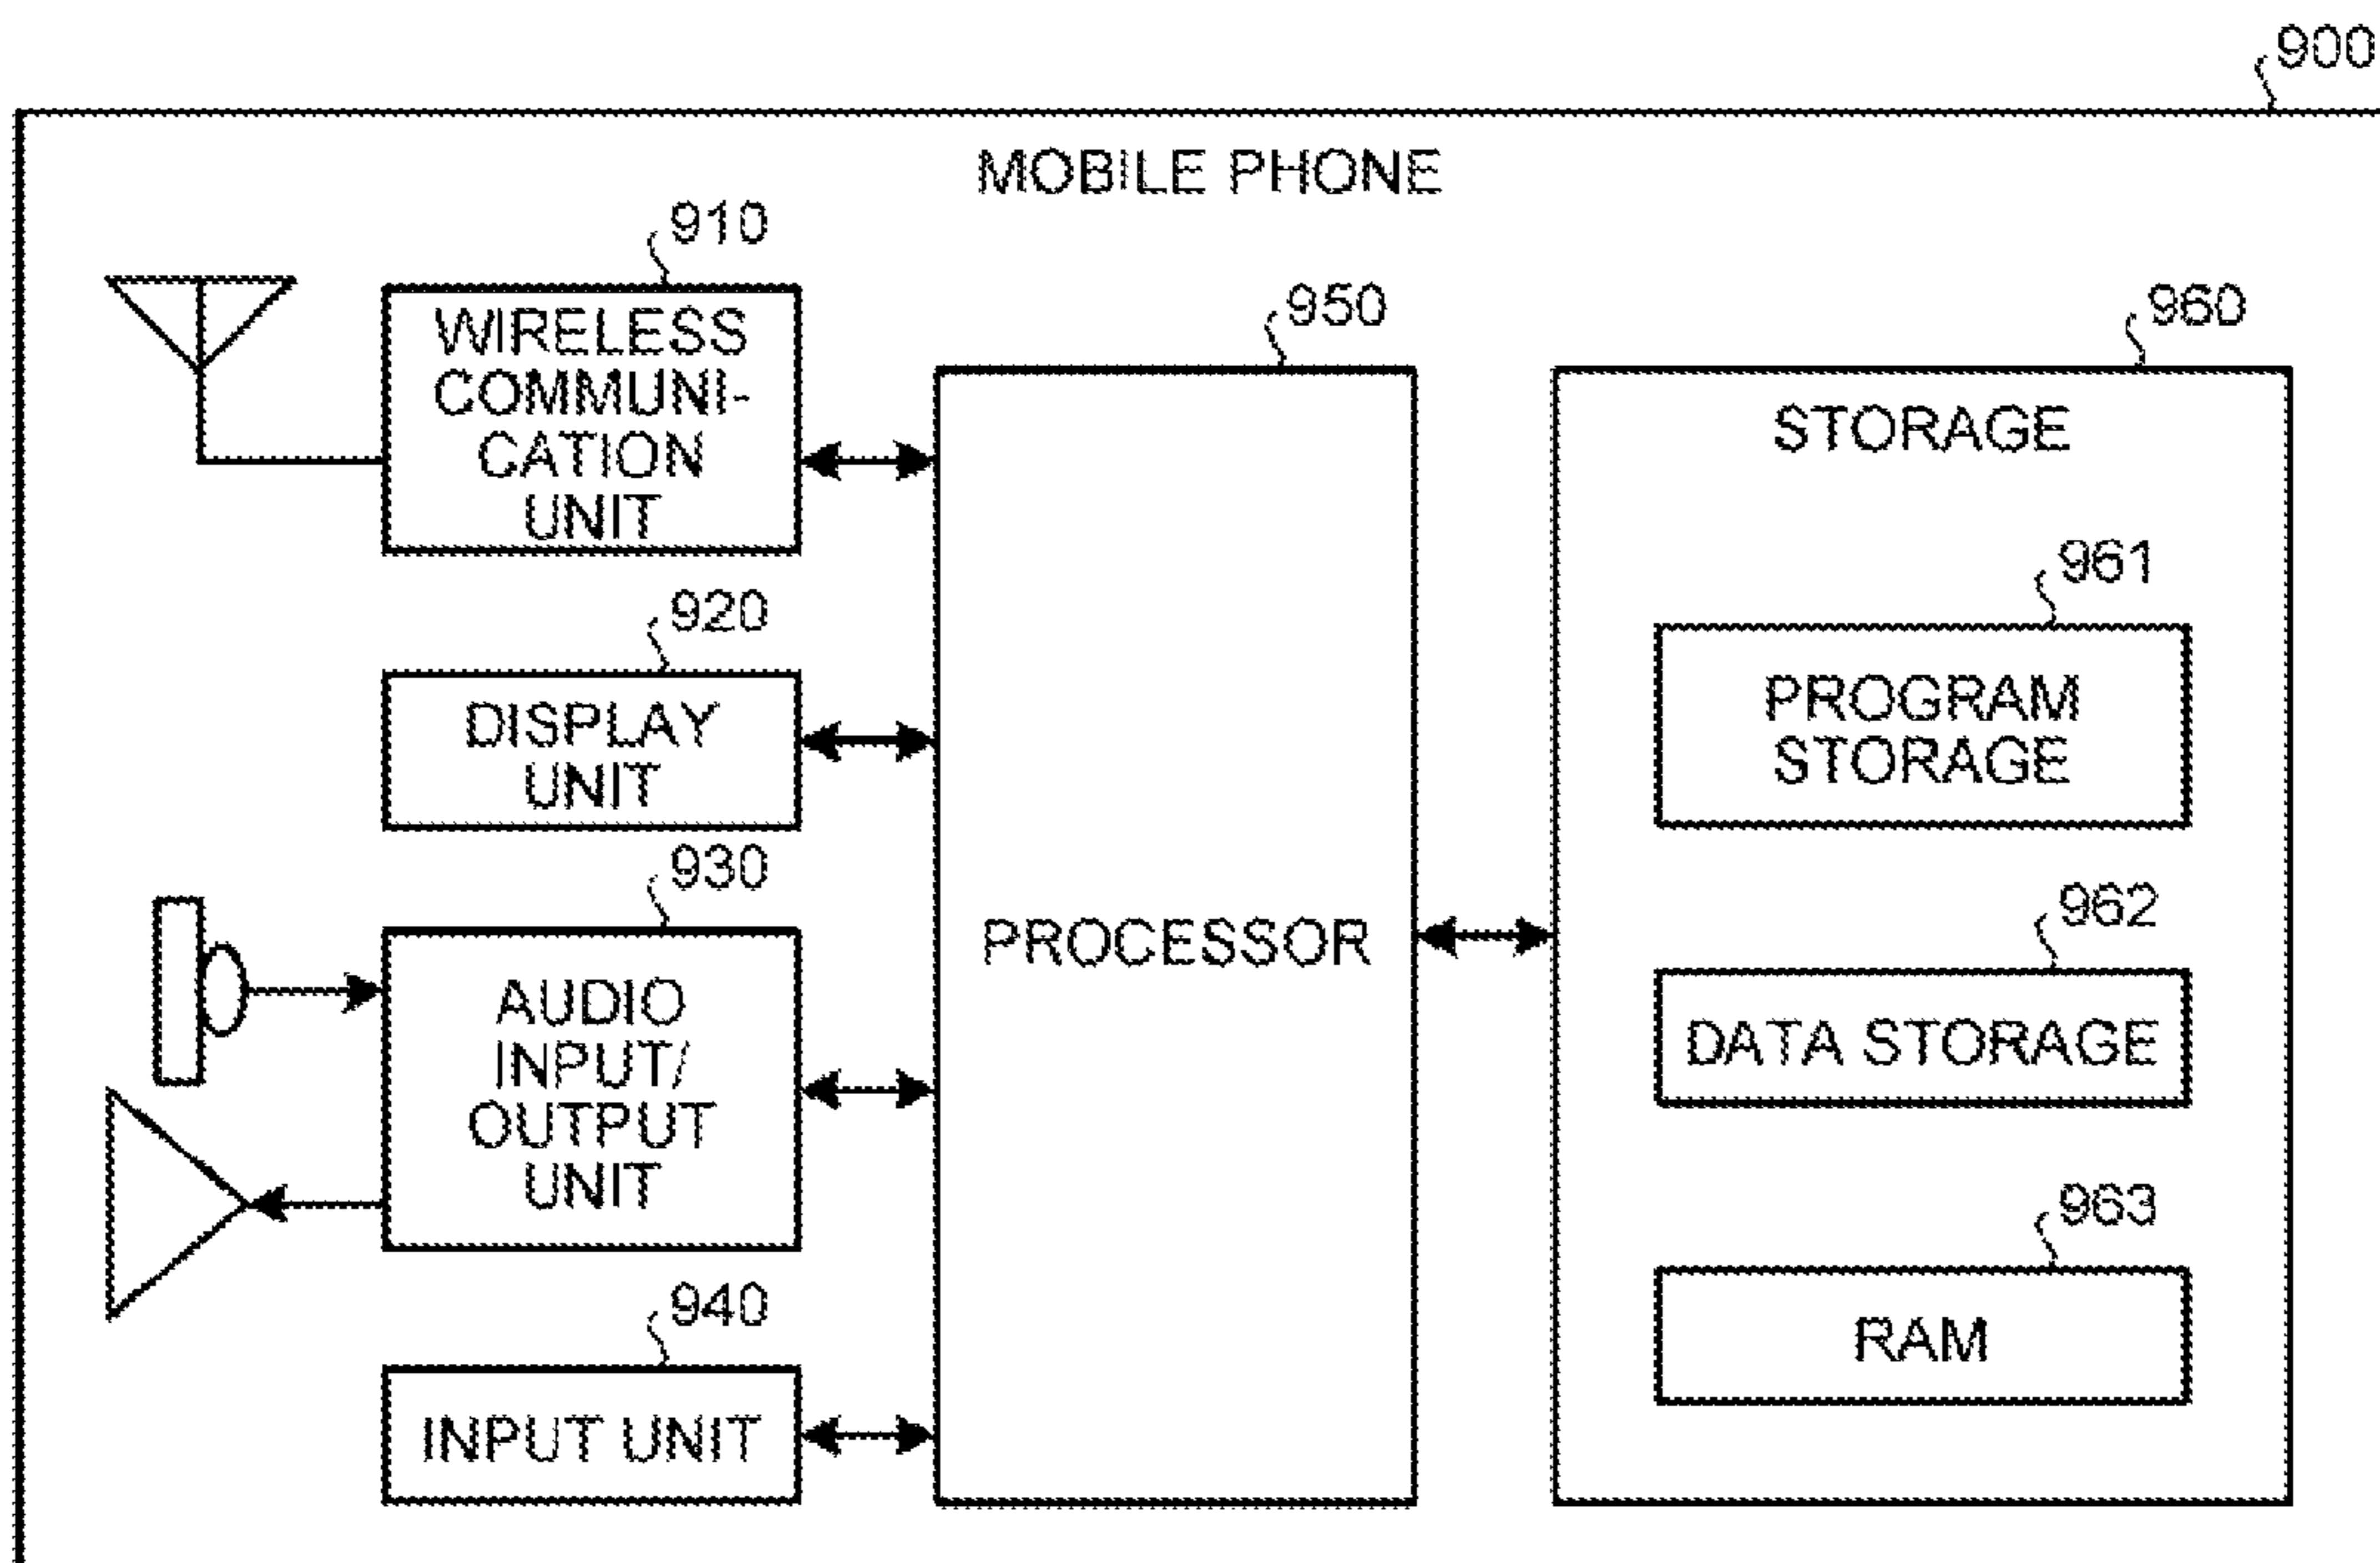 900
MOBILE PHONE
910
WIRELESS
COMMUNI-
CATION
UNIT
920
DISPLAY
UNIT
930
AUDIO
INPUT/
OUTPUT
UNIT
940
INPUT UNIT
950
PROCESSOR
960
STORAGE
961
PROGRAM
STORAGE
962
DATA STORAGE
963
RAM